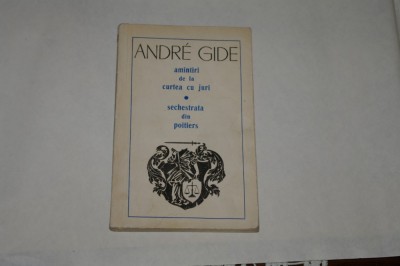 ANDRÉ GIDE
amintiri
de la
curtea cu juri
sechestrata
din
poitiers